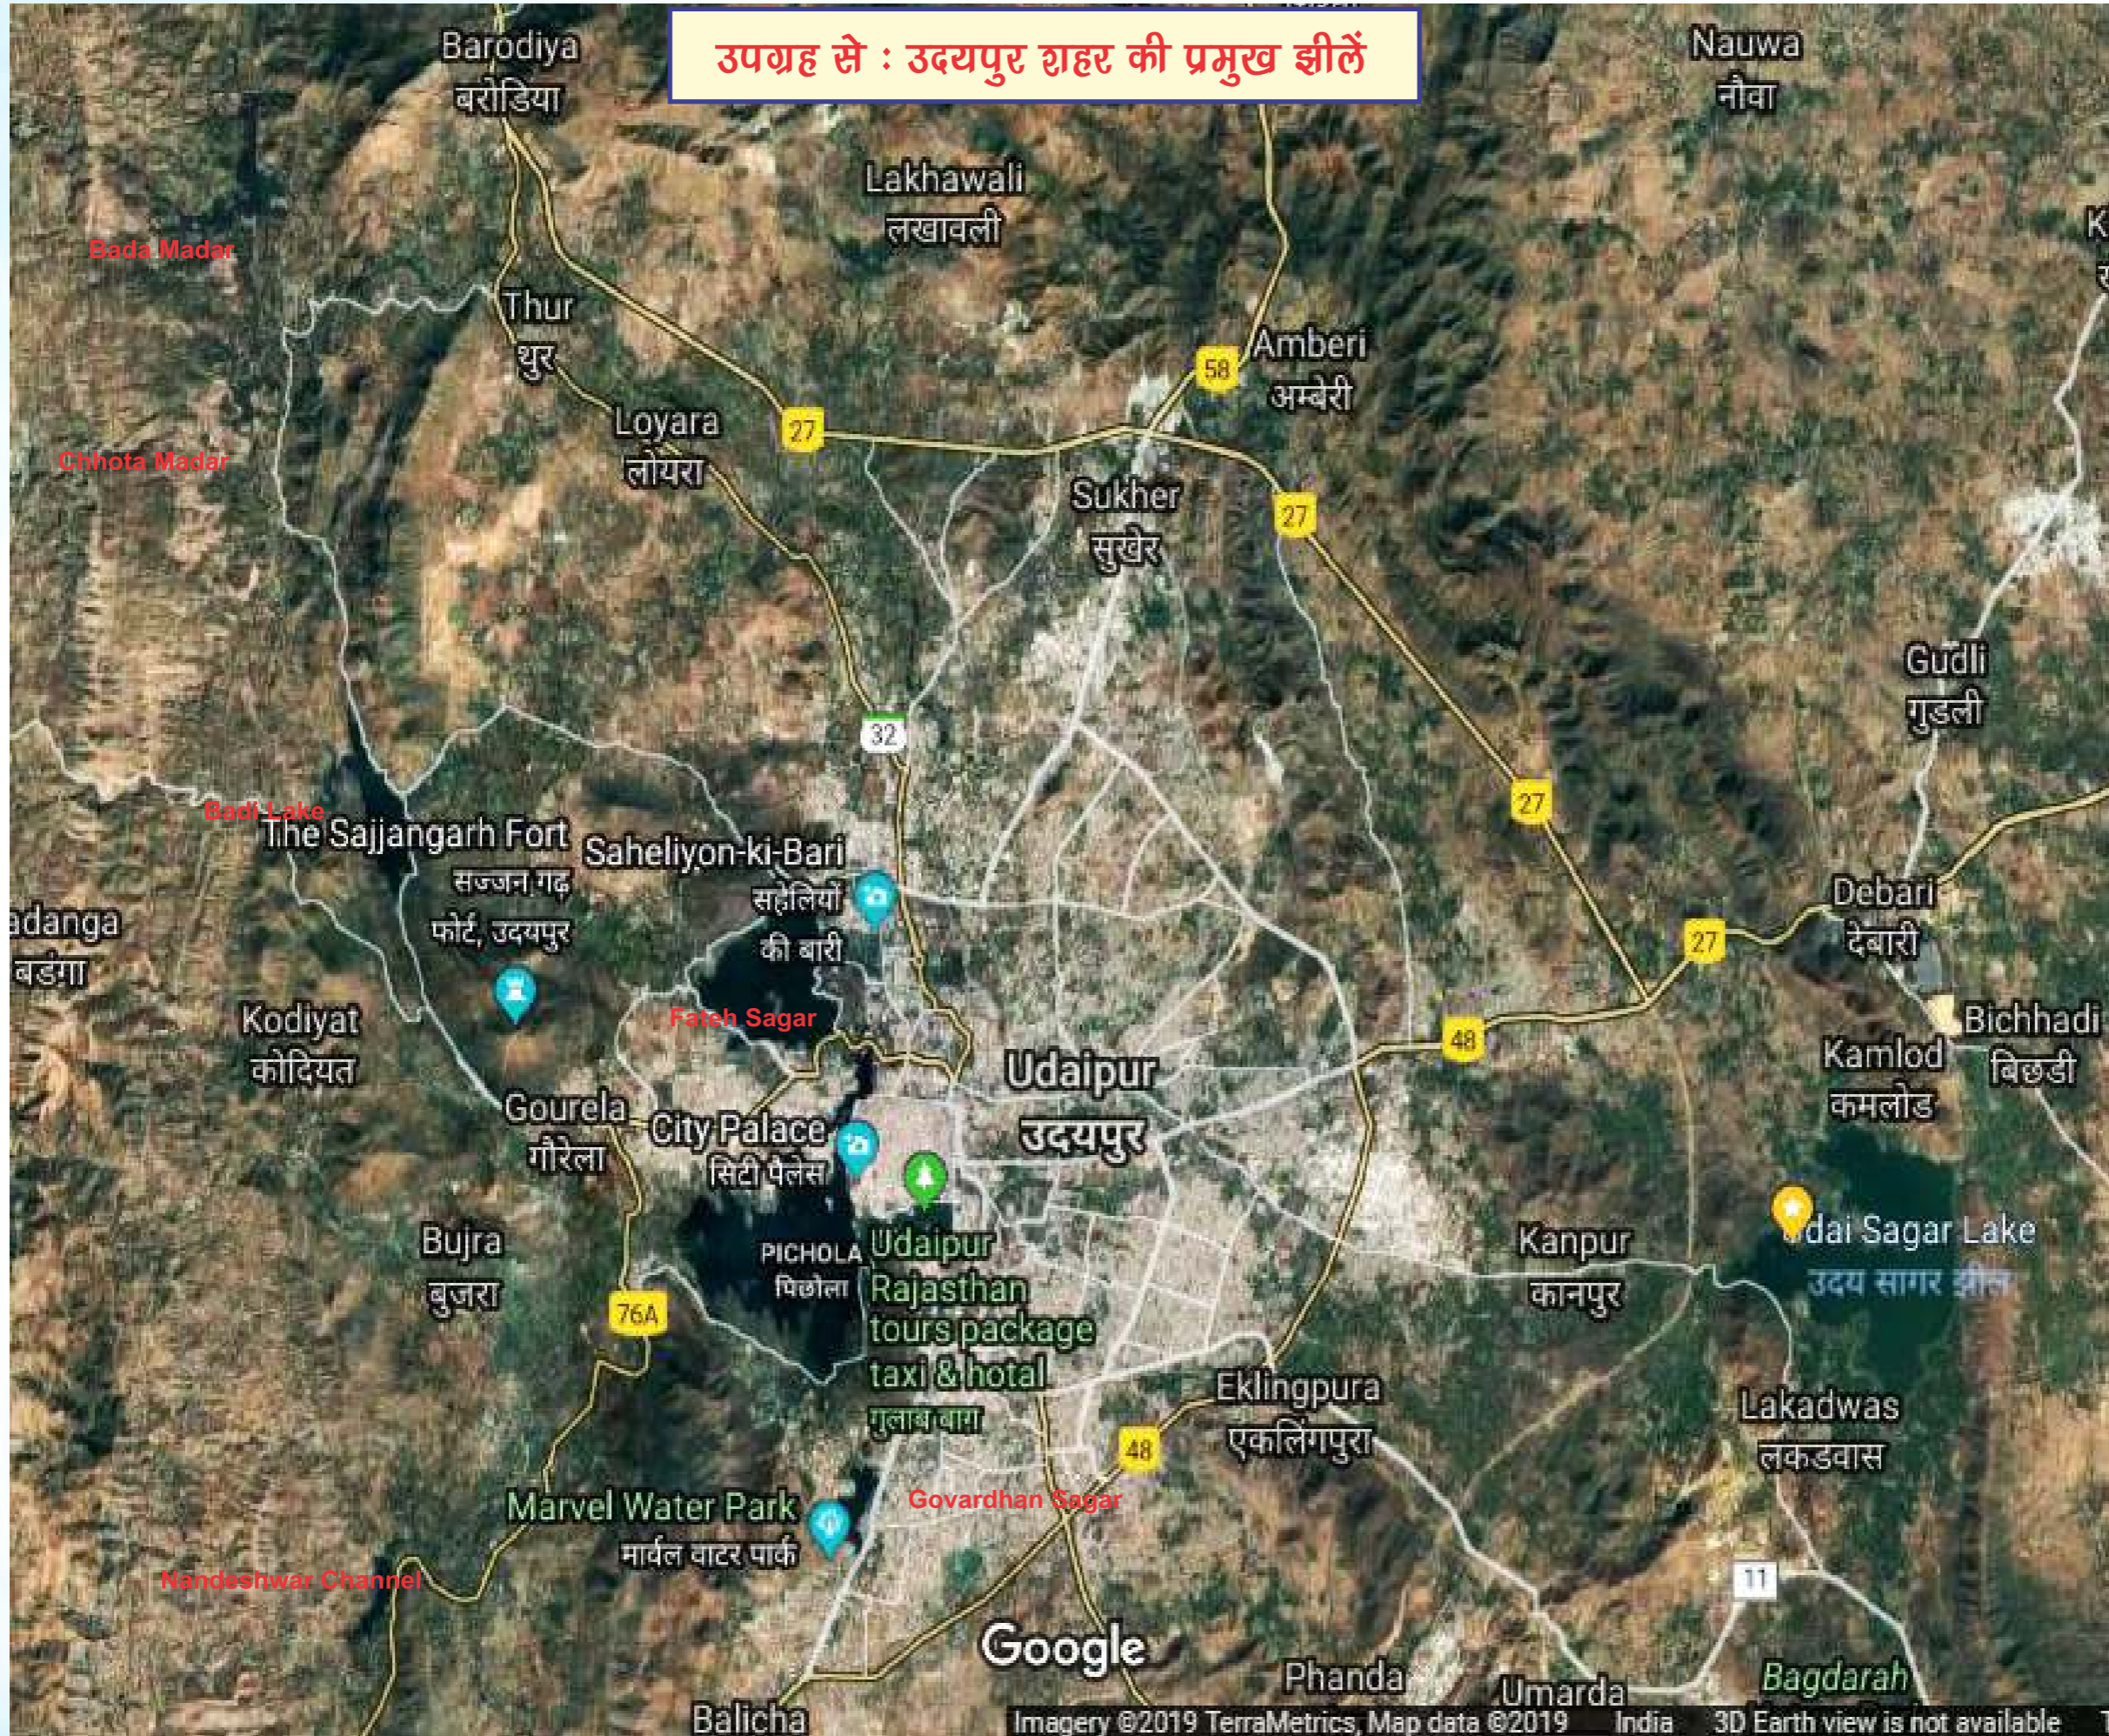 उपग्रह से : उदयपुर शहर की प्रमुख झीलें
Barodiya
बरोडिया
Nauwa
नौवा
Lakhawali
लखावली
Bada Madar
Thur
थुर
58
Amberi
अम्बेरी
Loyara
लोयरा
27
Chhota Madar
Sukher
सुखेर
27
Gudli
गुडली
32
27
Badi Lake
The Sajjangarh Fort
सज्जन गढ़
फोर्ट, उदयपुर
Saheliyon-ki-Bari
सहेलियों
की बारी
Debari
देबारी
27
adanga
बडंगा
Kodiyat
कोदियत
Fateh Sagar
48
Bichhadi
बिछडी
Kamlod
कमलोड
Udaipur
उदयपुर
Gourela
गौरेला
City Palace
सिटी पैलेस
Bujra
बुजरा
PICHOLA
पिछोला
Udaipur
Rajasthan
tours package
taxi & hotal
गुलाब बाग
Kanpur
कानपुर
dai Sagar Lake
उदय सागर झील
76A
Eklingpura
एकलिंगपुरा
Lakadwas
लकडवास
48
Marvel Water Park
मार्वल वाटर पार्क
Govardhan Sagar
Nandeshwar Channel
11
Google
Phanda
Umarda
Bagdarah
Balicha
Imagery ©2019 TerraMetrics, Map data ©2019 India 3D Earth view is not available